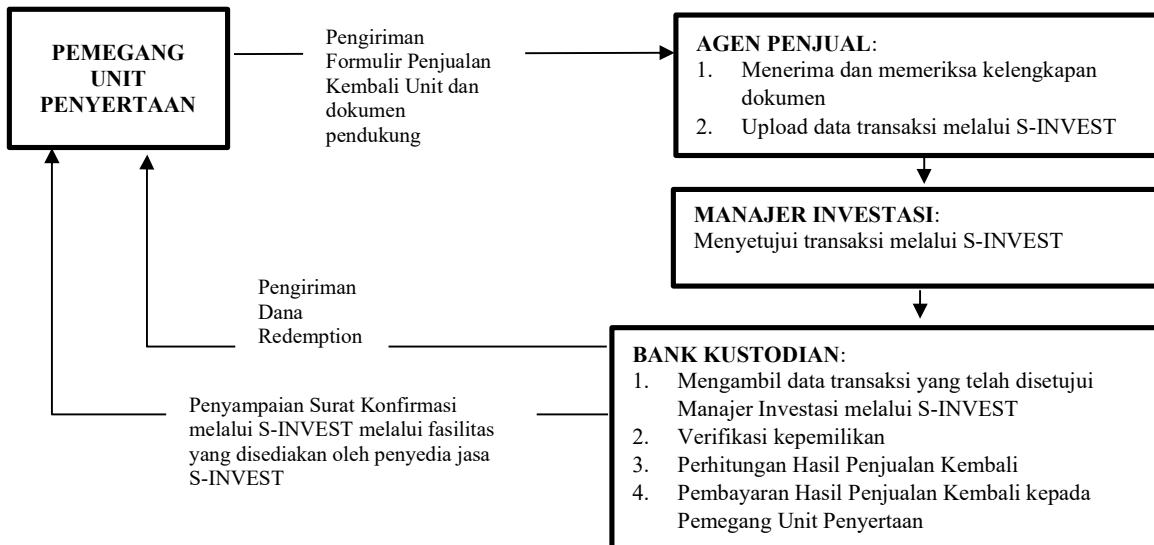 PEMEGANG
UNIT
PENYERTAAN
Pengiriman
Formulir Penjualan
Kembali Unit dan
dokumen
pendukung
AGEN PENJUAL:
1. Menerima dan memeriksa kelengkapan
dokumen
2. Upload data transaksi melalui S-INVEST
MANAJER INVESTASI:
Menyetujui transaksi melalui S-INVEST
Pengiriman
Dana
Redemption
BANK KUSTODIAN:
1. Mengambil data transaksi yang telah disetujui
Manajer Investasi melalui S-INVEST
2. Verifikasi kepemilikan
3. Perhitungan Hasil Penjualan Kembali
4. Pembayaran Hasil Penjualan Kembali kepada
Pemegang Unit Penyertaan
Penyampaian Surat Konfirmasi
melalui S-INVEST melalui fasilitas
yang disediakan oleh penyedia jasa
S-INVEST